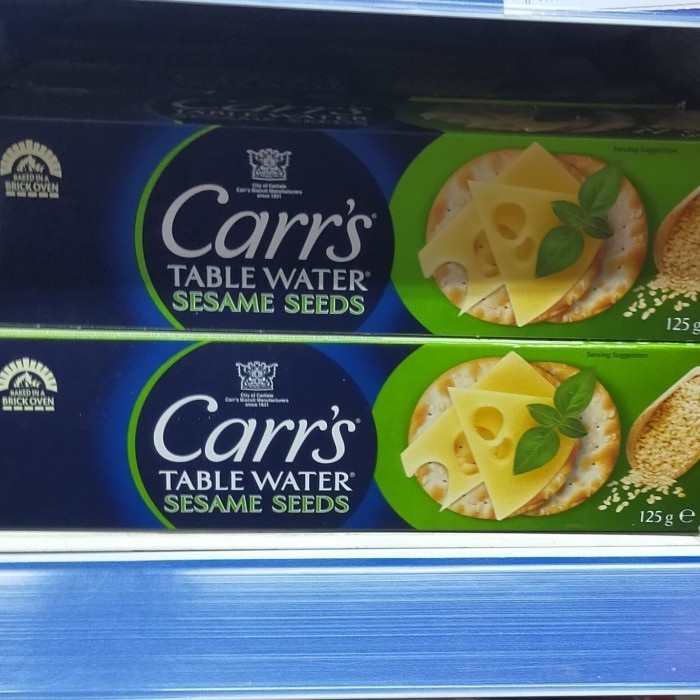 Serving Suggestion
BAKED IN A
BRICK OVEN
City of Carlisle
Carr's Biscuit Manufacturers
since 1831
Carr's
TABLE WATER®
SESAME SEEDS
125 g
Serving Suggestion
BAKED IN A
BRICK OVEN
City of Carlisle
Carr's Biscuit Manufacturers
since 1831
Carr's
TABLE WATER®
SESAME SEEDS
125 g e